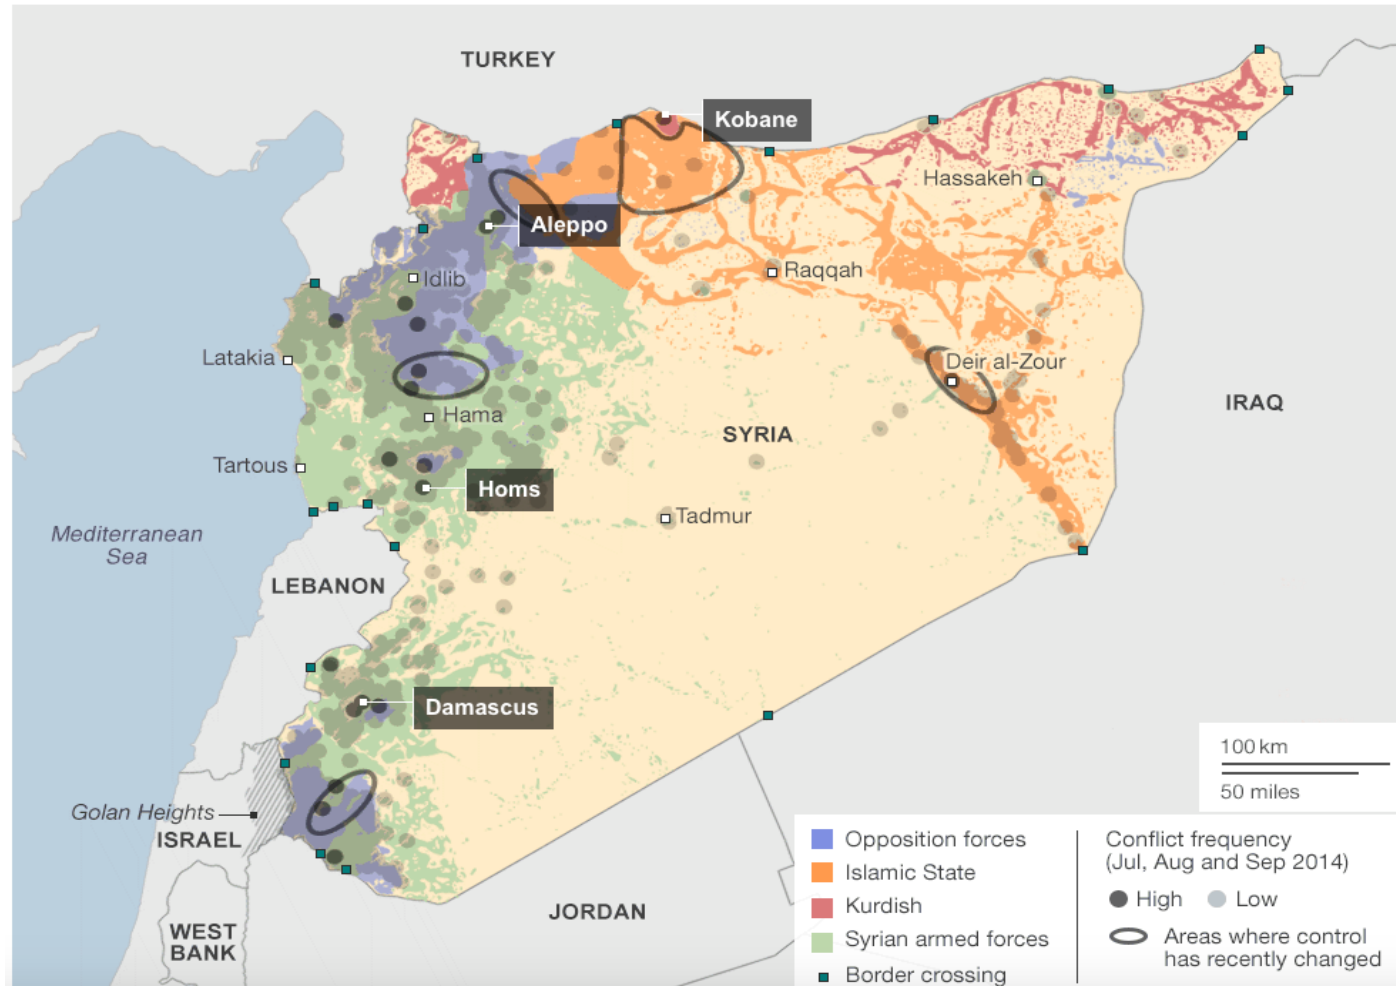 TURKEY
Kobane
Hassakeh
Aleppo
Idlib
Raqqah
Latakia
Deir al-Zour
Hama
IRAQ
SYRIA
Tartous
Homs
Tadmur
Mediterranean
Sea
LEBANON
Damascus
Golan Heights
ISRAEL
JORDAN
WEST
BANK
100 km
50 miles
Opposition forces
Islamic State
Kurdish
Syrian armed forces
Border crossing
Conflict frequency
(Jul, Aug and Sep 2014)
High Low
Areas where control
has recently changed